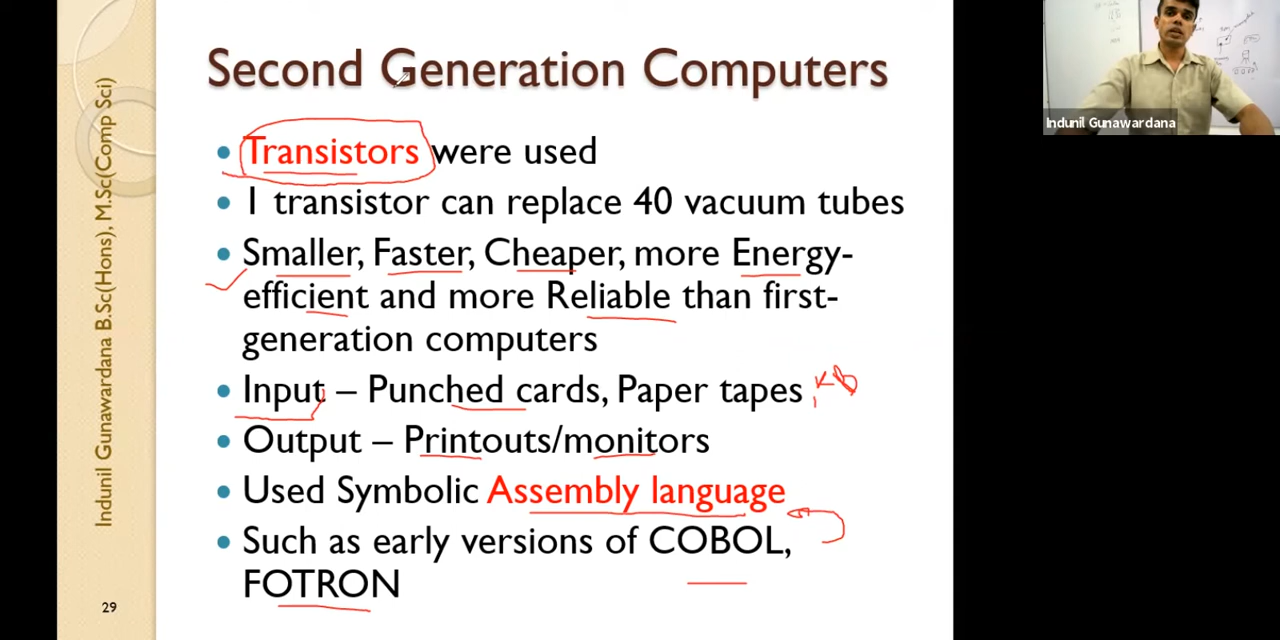 Second Generation Computers
Transistors were used
1 transistor can replace 40 vacuum tubes
Smaller, Faster, Cheaper, more Energy-
efficient and more Reliable than first-
generation computers
Input – Punched cards, Paper tapes, KB
Output – Printouts/monitors
Used Symbolic Assembly language
Such as early versions of COBOL,
FOTRON
29
Indunil Gunawardana B.Sc(Hons), M.Sc(Comp Sci)
Indunil Gunawardana